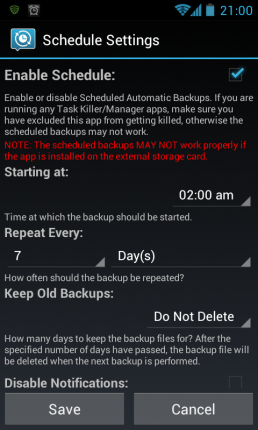 21:00
Schedule Settings
Enable Schedule:
Enable or disable Scheduled Automatic Backups. If you are
running any Task Killer/Manager apps, make sure you
have excluded this app from getting killed, otherwise the
scheduled backups may not work.
NOTE: The scheduled backups MAY NOT work properly if
the app is installed on the external storage card.
Starting at:
02:00 am
Time at which the backup should be started.
Repeat Every:
7 Day(s)
How often should the backup be repeated?
Keep Old Backups:
Do Not Delete
How many days to keep the backup files for? After the
specified number of days have passed, the backup file will
be deleted when the next backup is performed.
Disable Notifications:
Save Cancel